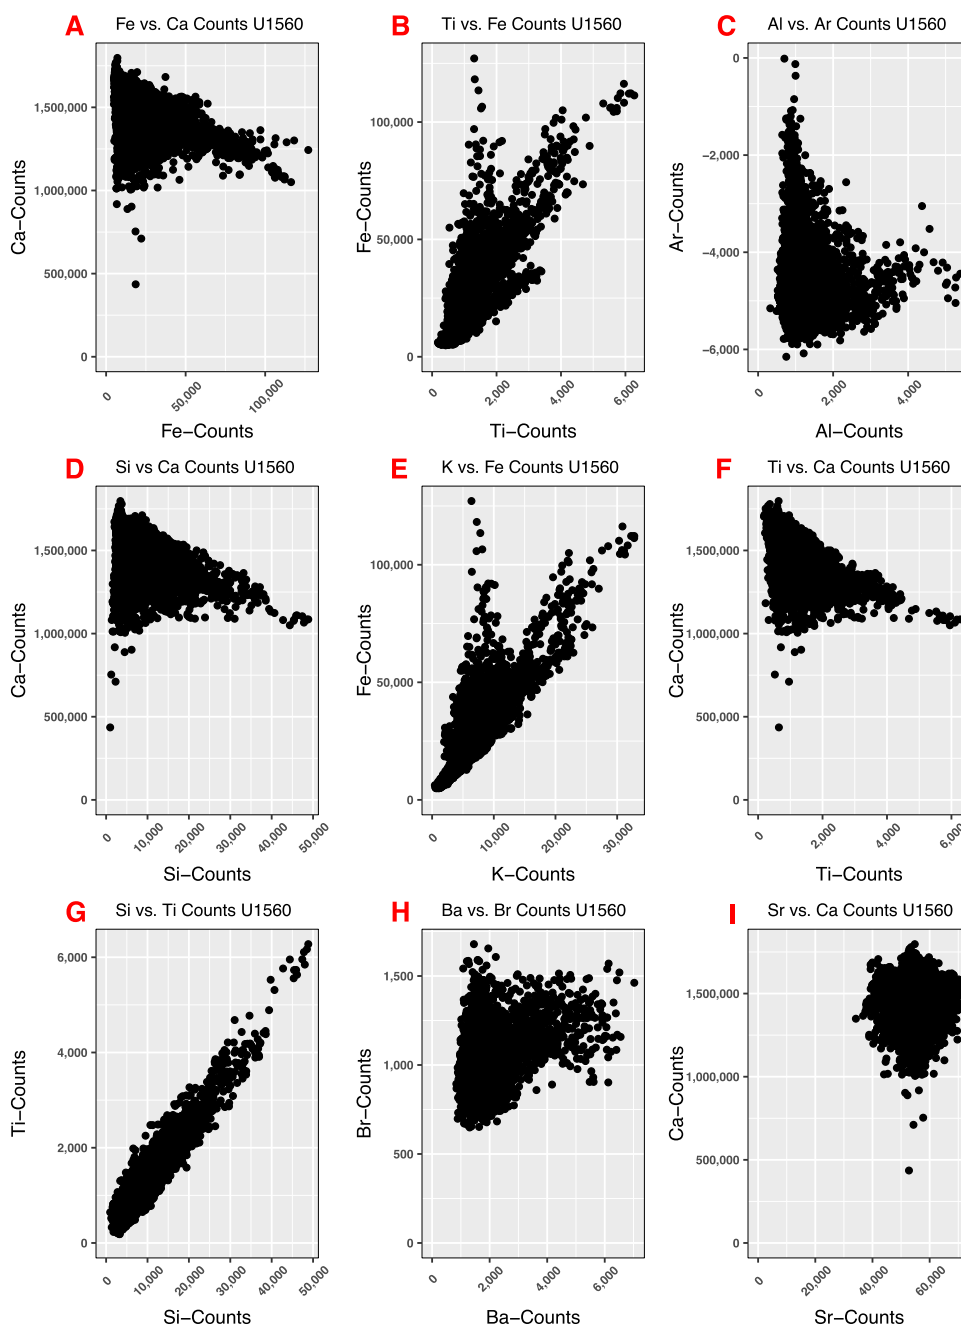 A Fe vs. Ca Counts U1560
Ca−Counts
1,500,000
1,000,000
500,000
0
0 50,000 100,000
Fe−Counts
B Ti vs. Fe Counts U1560
Fe−Counts
100,000
50,000
0
0 2,000 4,000 6,000
Ti−Counts
C Al vs. Ar Counts U1560
Ar−Counts
0
−2,000
−4,000
−6,000
0 2,000 4,000
Al−Counts
D Si vs Ca Counts U1560
Ca−Counts
1,500,000
1,000,000
500,000
0
0 10,000 20,000 30,000 40,000 50,000
Si−Counts
E K vs. Fe Counts U1560
Fe−Counts
100,000
50,000
0
0 10,000 20,000 30,000
K−Counts
F Ti vs. Ca Counts U1560
Ca−Counts
1,500,000
1,000,000
500,000
0
0 2,000 4,000 6,000
Ti−Counts
G Si vs. Ti Counts U1560
Ti−Counts
6,000
4,000
2,000
0
0 10,000 20,000 30,000 40,000 50,000
Si−Counts
H Ba vs. Br Counts U1560
Br−Counts
1,500
1,000
500
0
0 2,000 4,000 6,000
Ba−Counts
I Sr vs. Ca Counts U1560
Ca−Counts
1,500,000
1,000,000
500,000
0
0 20,000 40,000 60,000
Sr−Counts